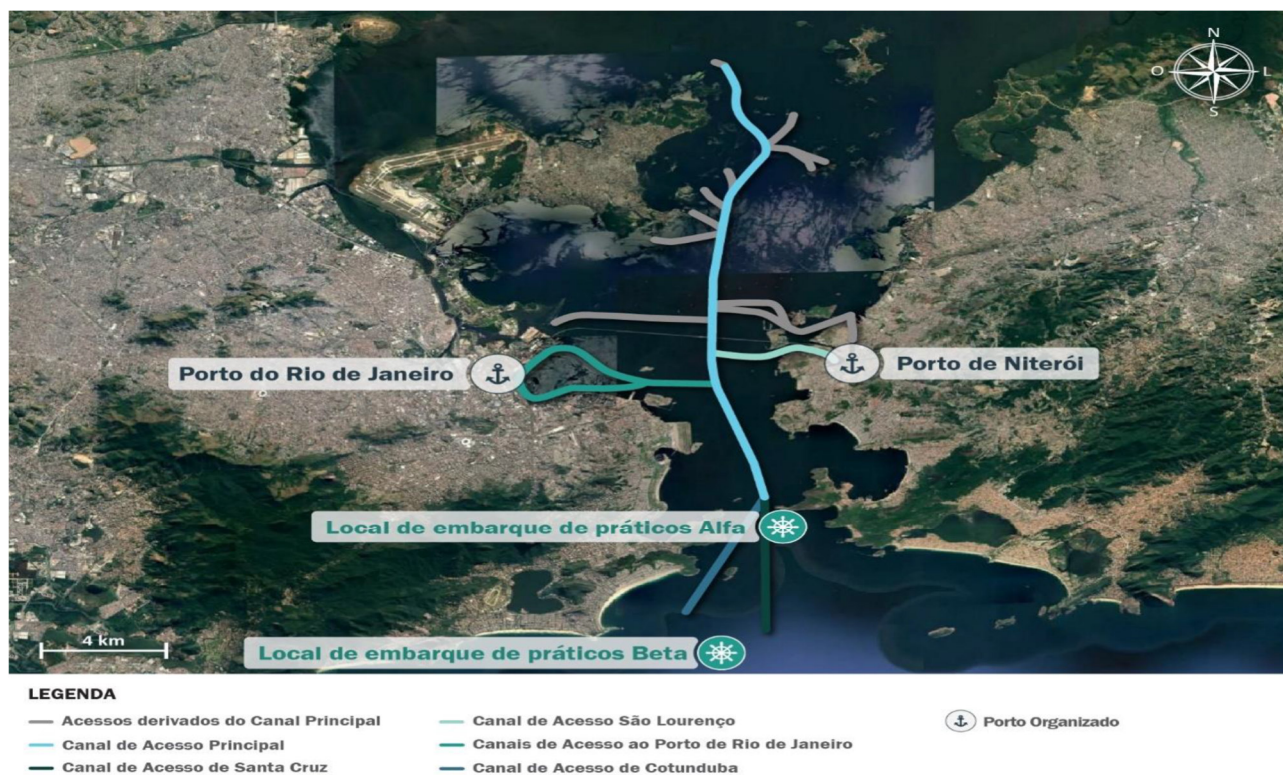 N
O
L
S
Porto do Rio de Janeiro
Porto de Niterói
Local de embarque de práticos Alfa
4 km
Local de embarque de práticos Beta
LEGENDA
Acessos derivados do Canal Principal
Canal de Acesso Principal
Canal de Acesso de Santa Cruz
Canal de Acesso São Lourenço
Canais de Acesso ao Porto de Rio de Janeiro
Canal de Acesso de Cotunduba
Porto Organizado